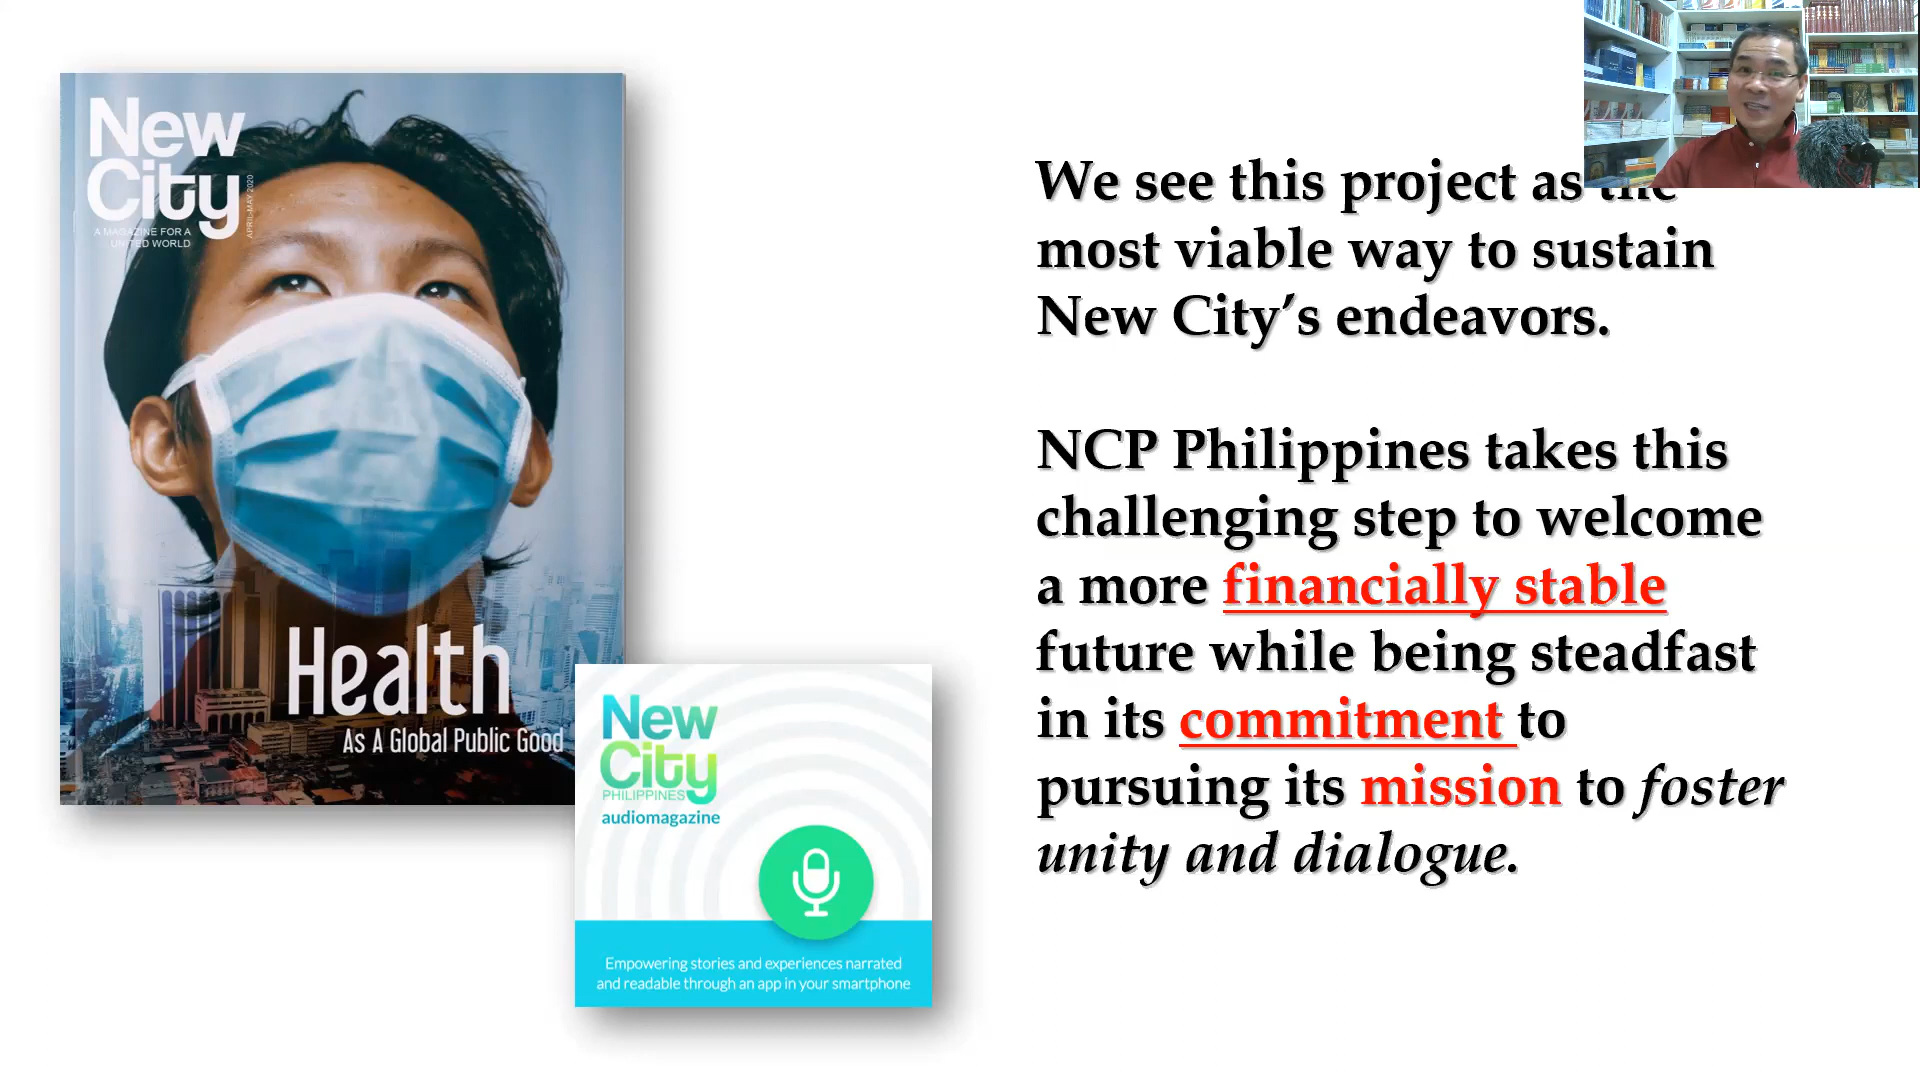 New
City
APRIL-MAY 2020
A MAGAZINE FOR A
UNITED WORLD
Health
As A Global Public Good
New
City
PHILIPPINES
audiomagazine
Empowering stories and experiences narrated
and readable through an app in your smartphone
We see this project as the
most viable way to sustain
New City’s endeavors.
NCP Philippines takes this
challenging step to welcome
a more financially stable
future while being steadfast
in its commitment to
pursuing its mission to foster
unity and dialogue.